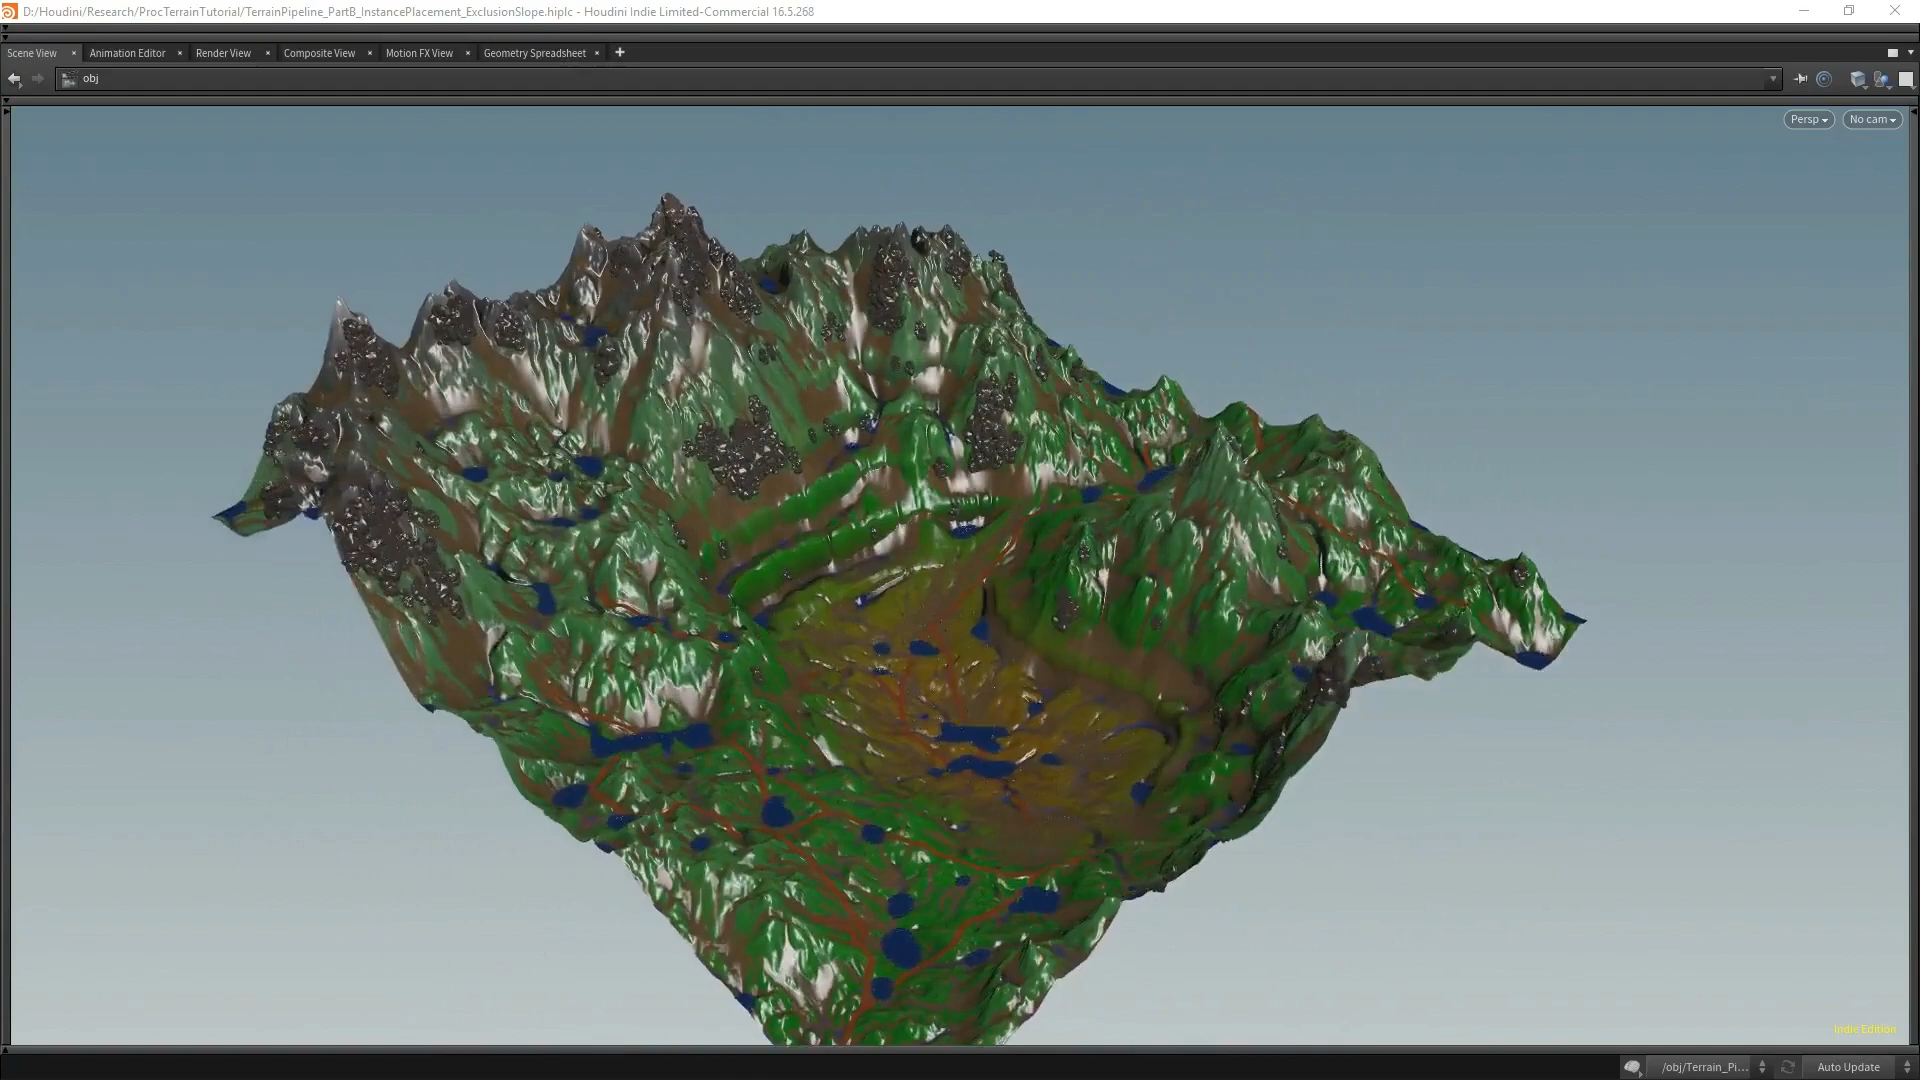 D:/Houdini/Research/ProcTerrainTutorial/TerrainPipeline_PartB_InstancePlacement_ExclusionSlope.hiplc - Houdini Indie Limited-Commercial 16.5.268
Scene View Animation Editor Render View Composite View Motion FX View Geometry Spreadsheet
obj
Persp No cam
Indie Edition
/obj/Terrain_Pi... Auto Update